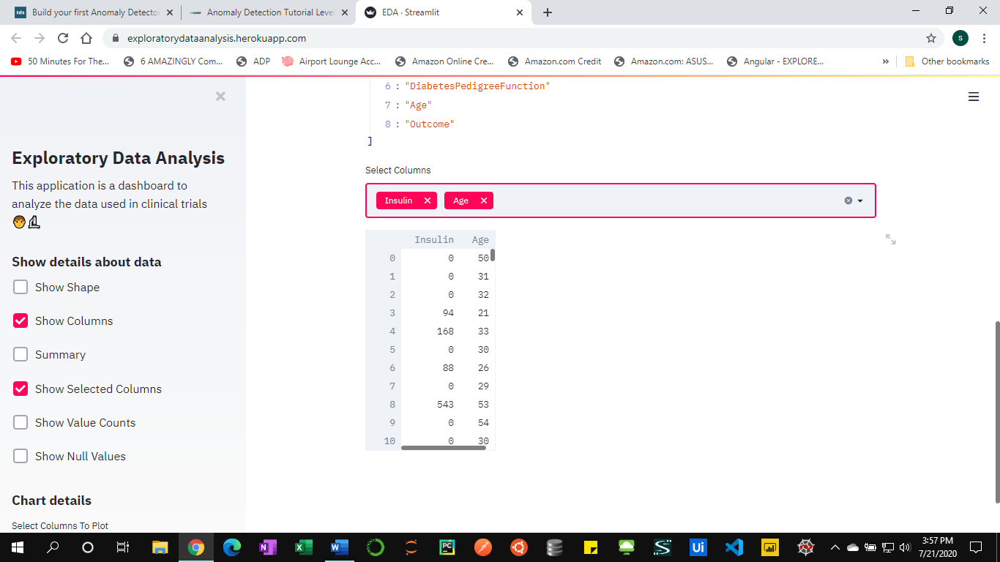 tds Build your first Anomaly Detector
Anomaly Detection Tutorial Level
EDA · Streamlit
exploratorydataanalysis.herokuapp.com
S
50 Minutes For The...
6 AMAZINGLY Com...
ADP
Airport Lounge Acc...
Amazon Online Cre...
Amazon.com Credit
Amazon.com: ASUS...
Angular - EXPLORE...
»
Other bookmarks
Exploratory Data Analysis
This application is a dashboard to
analyze the data used in clinical trials
Show details about data
Show Shape
Show Columns
Summary
Show Selected Columns
Show Value Counts
Show Null Values
Chart details
Select Columns To Plot
6 : "DiabetesPedigreeFunction"
7 : "Age"
8 : "Outcome"
]
Select Columns
Insulin Age
Insulin Age
0 0 50
1 0 31
2 0 32
3 94 21
4 168 33
5 0 30
6 88 26
7 0 29
8 543 53
9 0 54
10 0 30
N
X
W
PC
S
Ui
3:57 PM
7/21/2020